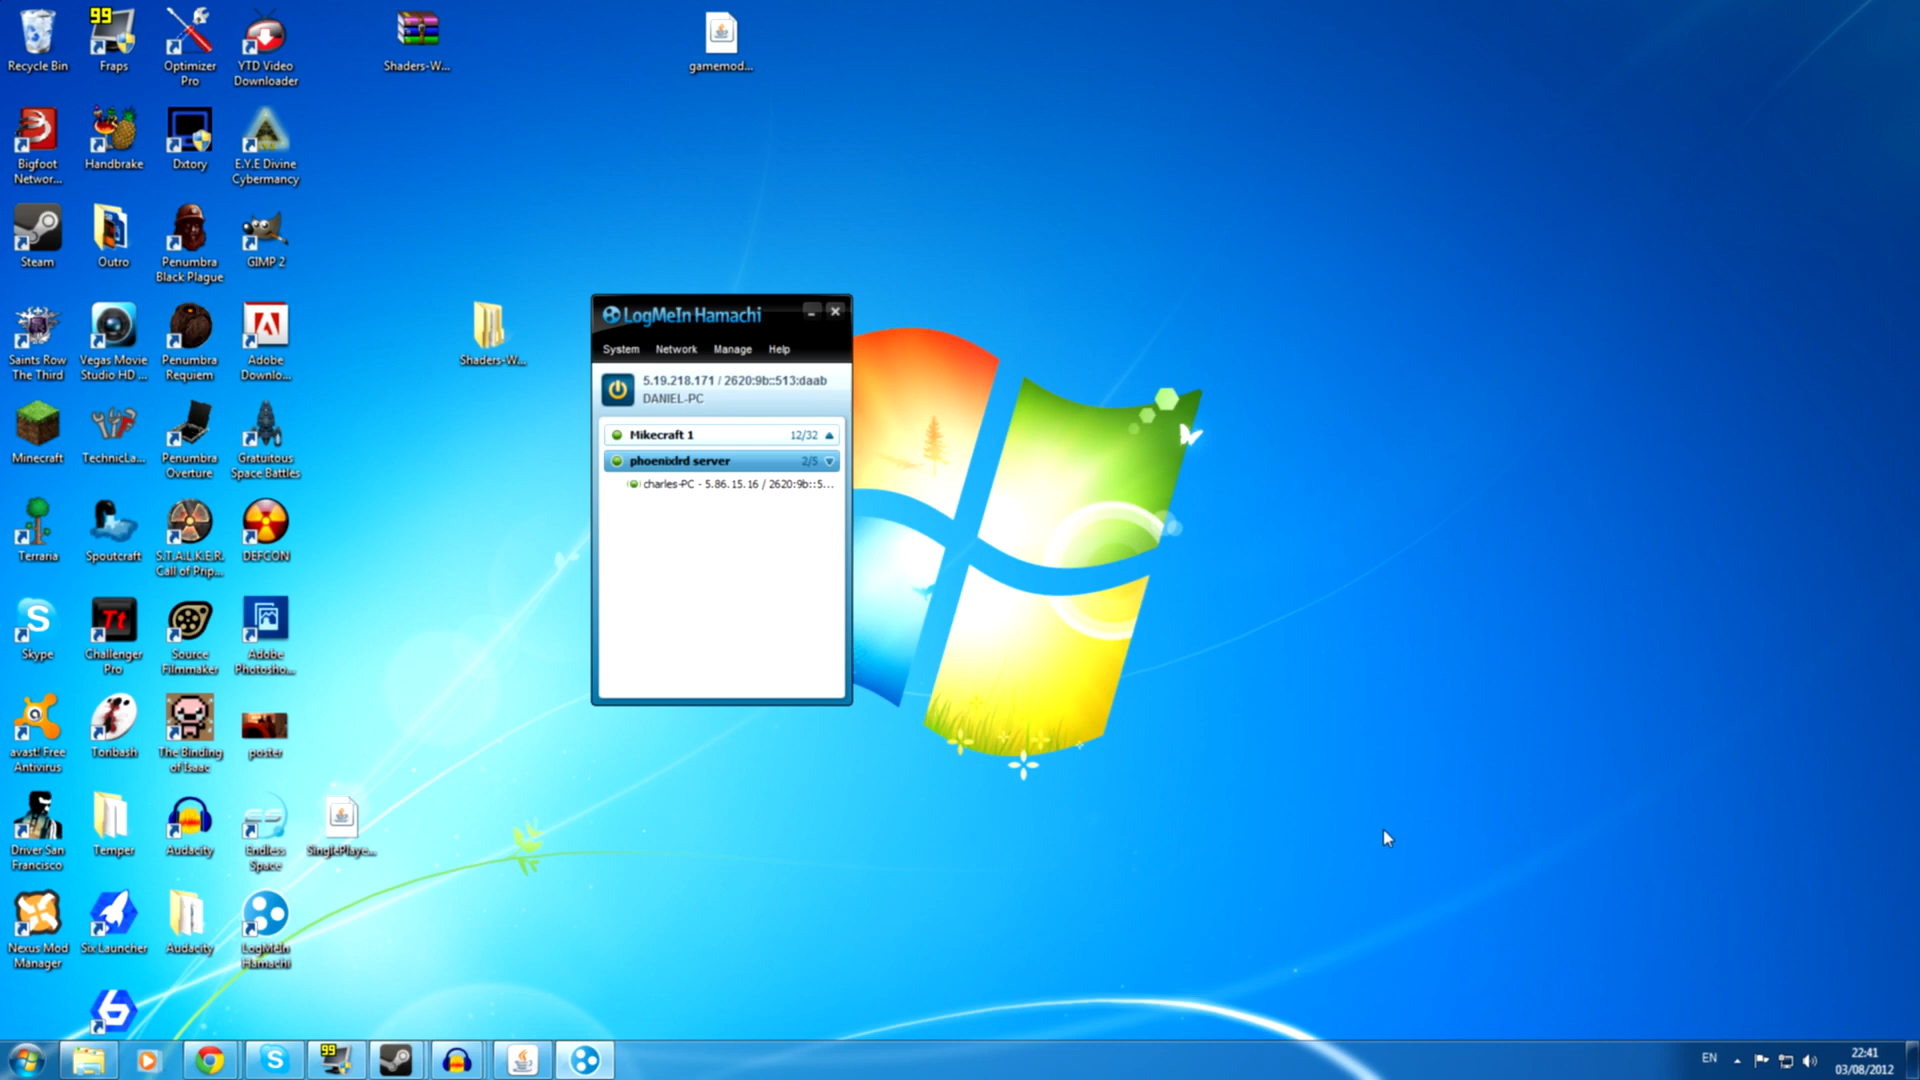 99
Recycle Bin
Fraps
Optimizer
Pro
YTD Video
Downloader
Shaders-W...
gamemod...
Bigfoot
Networ...
Handbrake
Dxtory
E.Y.E Divine
Cybermancy
Steam
Outro
Penumbra
Black Plague
GIMP 2
Saints Row
The Third
Vegas Movie
Studio HD ...
Penumbra
Requiem
Adobe
Downlo...
Shaders-W...
LogMeIn Hamachi
System Network Manage Help
5.19.218.171 / 2620:9b::513:daab
DANIEL-PC
Mikecraft 1 12/32
phoenixlrd server 2/5
charles-PC - 5.86.15.16 / 2620:9b::5...
Minecraft
TechnicLa...
Penumbra
Overture
Gratuitous
Space Battles
Terraria
Spoutcraft
S.T.A.L.K.E.R.
Call of Prip...
DEFCON
Skype
Tt
Challenger
Pro
Source
Filmmaker
Adobe
Photosho...
avast! Free
Antivirus
Toribash
The Binding
of Isaac
poster
Driver San
Francisco
Temper
Audacity
ES
Endless
Space
SinglePlaye...
Nexus Mod
Manager
Six Launcher
Audacity
LogMeIn
Hamachi
6
99
EN
22:41
03/08/2012